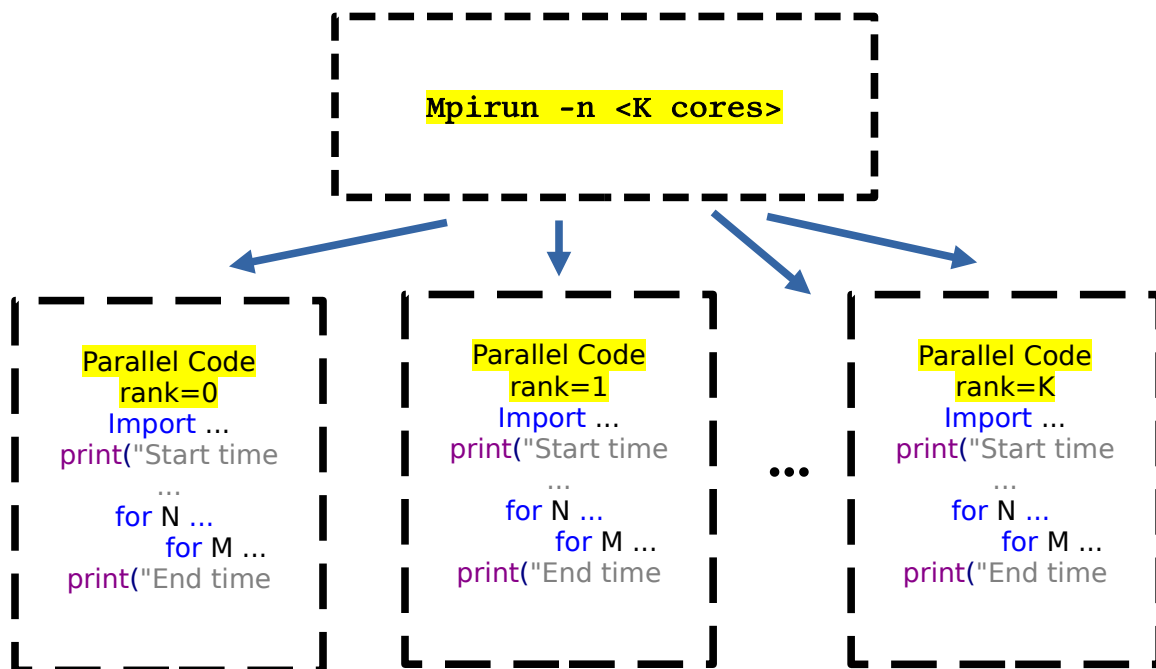 Mpirun -n <K cores>
Parallel Code
rank=0
Import ...
print("Start time
...
for N ...
for M ...
print("End time
Parallel Code
rank=1
Import ...
print("Start time
...
for N ...
for M ...
print("End time
...
Parallel Code
rank=K
Import ...
print("Start time
...
for N ...
for M ...
print("End time